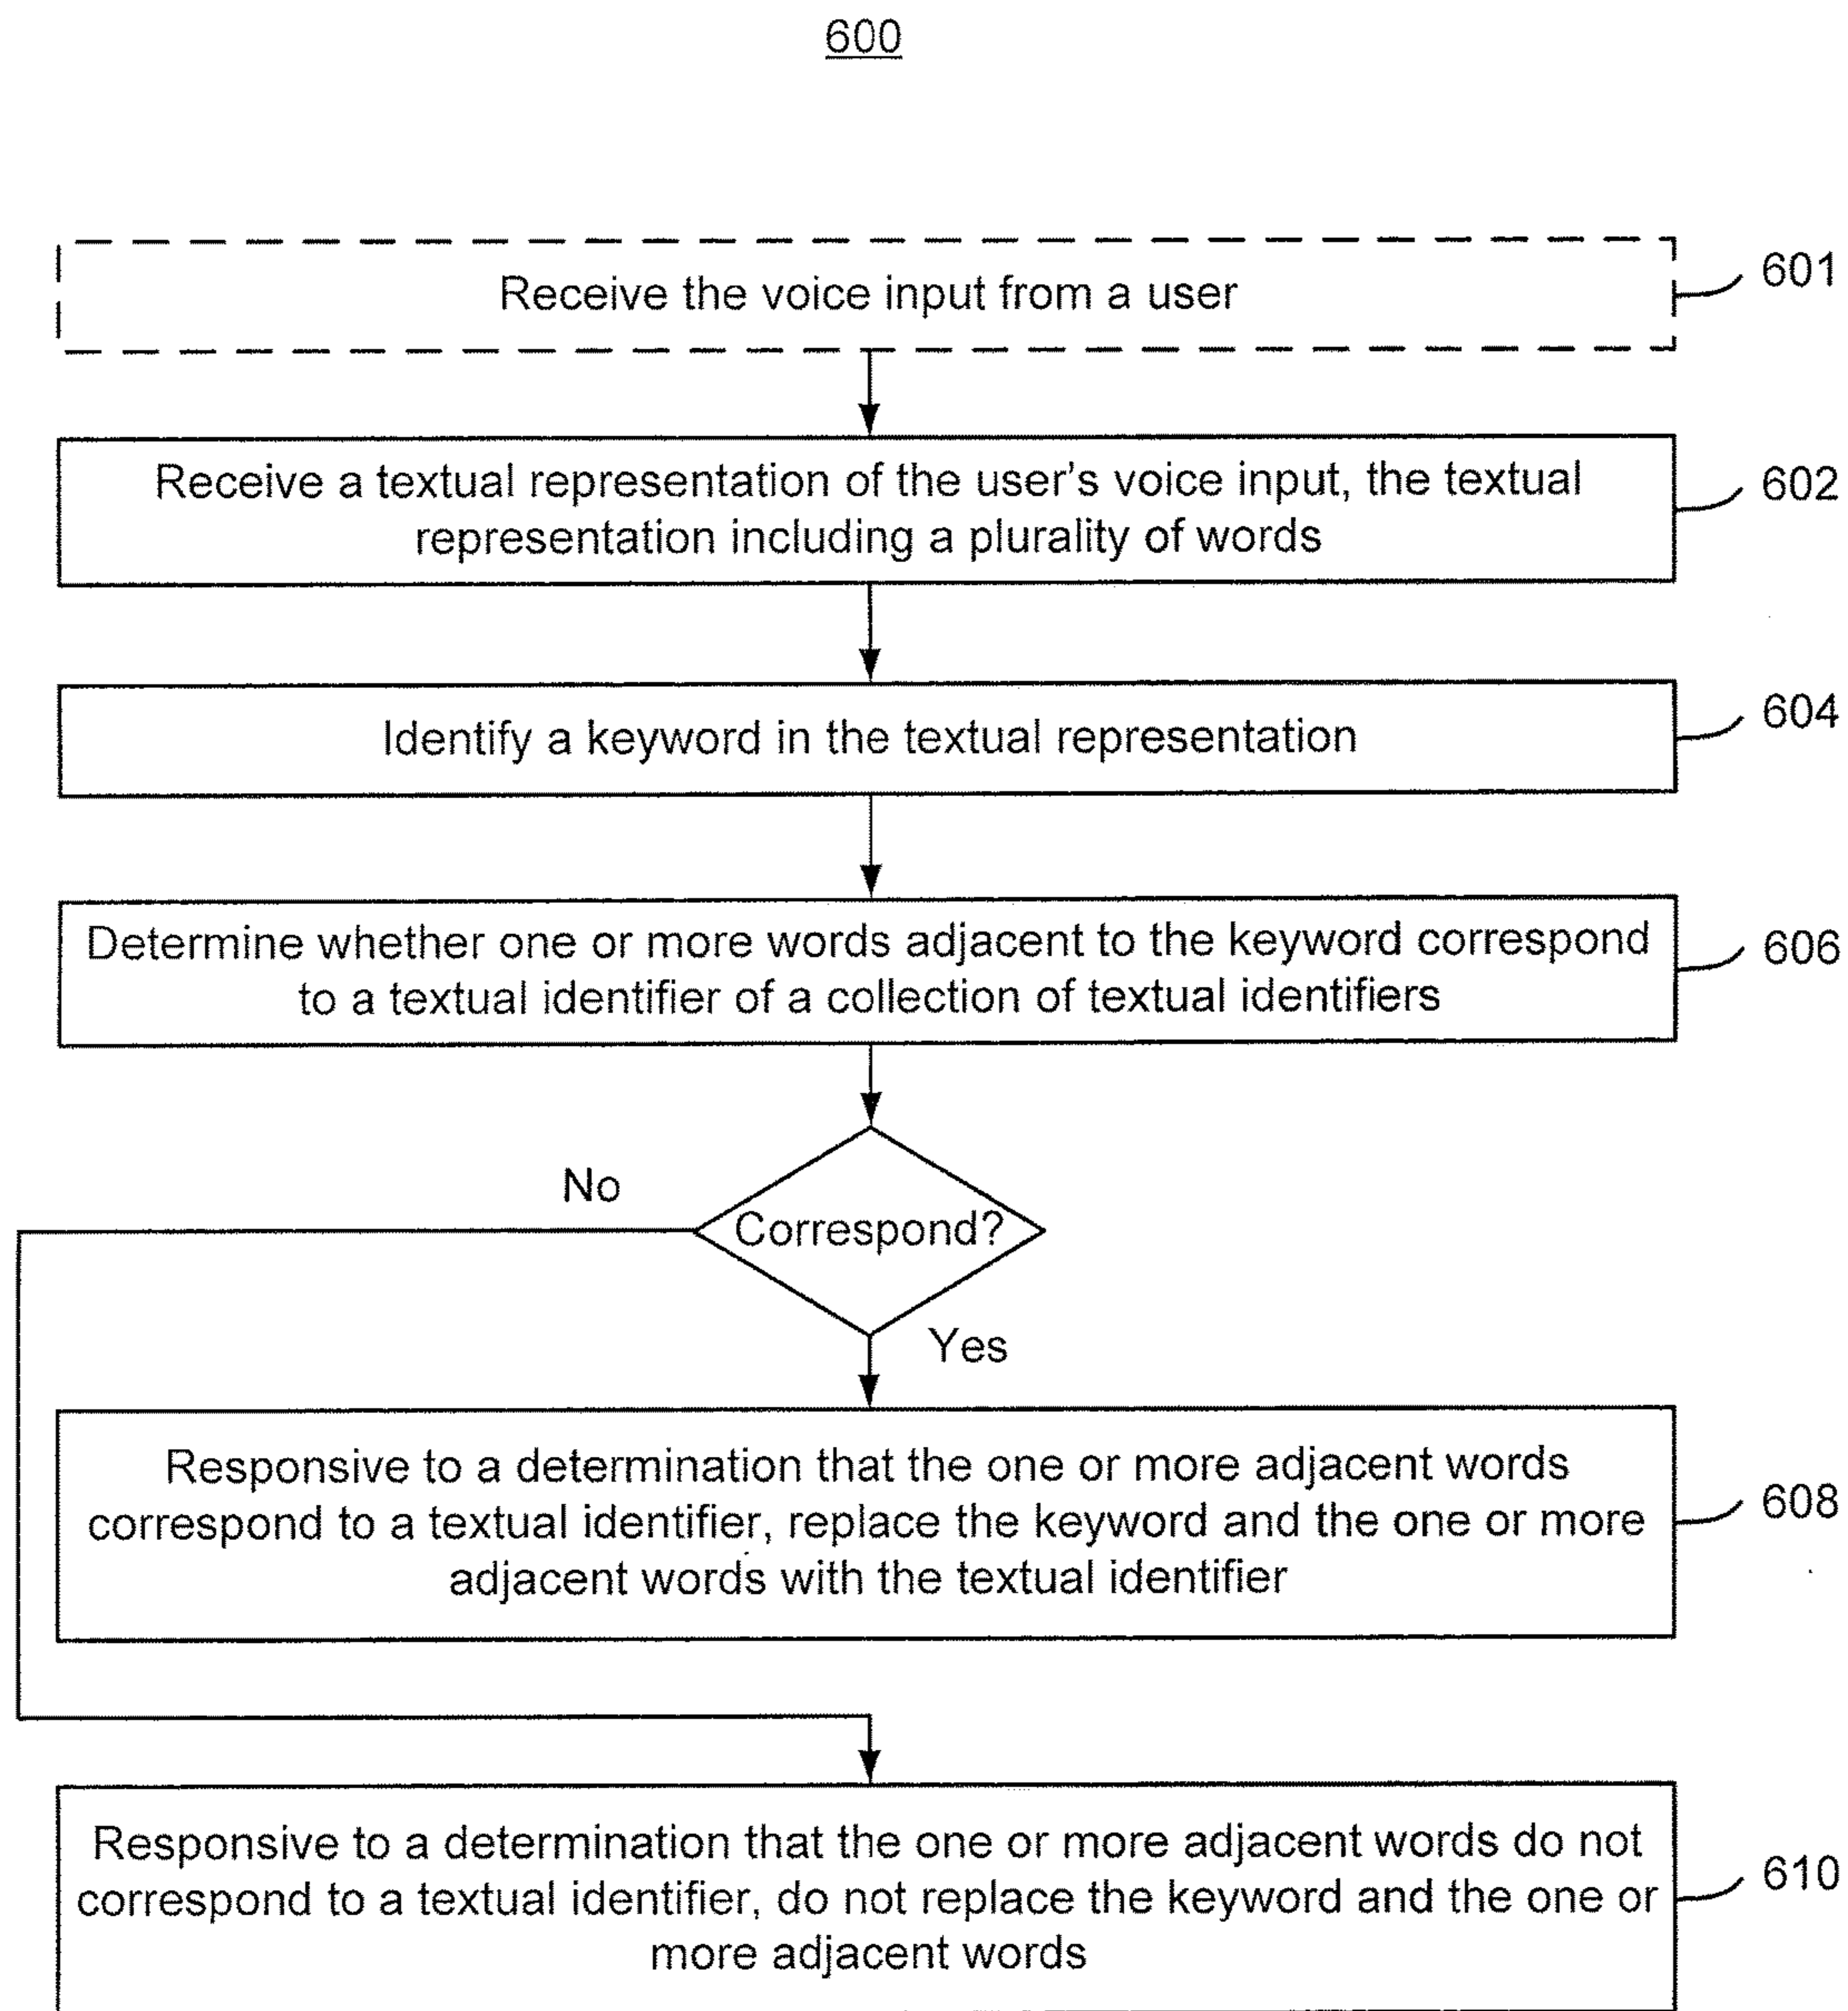 600
Receive the voice input from a user
601
Receive a textual representation of the user's voice input, the textual
representation including a plurality of words
602
Identify a keyword in the textual representation
604
Determine whether one or more words adjacent to the keyword correspond
to a textual identifier of a collection of textual identifiers
606
No
Correspond?
Yes
Responsive to a determination that the one or more adjacent words
correspond to a textual identifier, replace the keyword and the one or more
adjacent words with the textual identifier
608
Responsive to a determination that the one or more adjacent words do not
correspond to a textual identifier, do not replace the keyword and the one or
more adjacent words
610